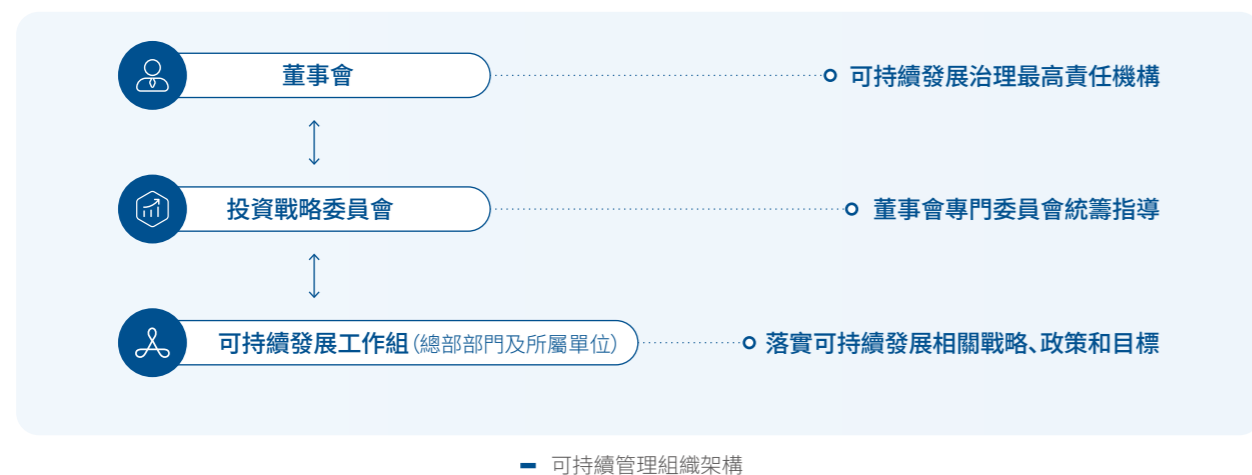 董事會 可持續發展治理最高責任機構
投資戰略委員會 董事會專門委員會統籌指導
可持續發展工作組(總部部門及所屬單位) 落實可持續發展相關戰略、政策和目標
可持續管理組織架構